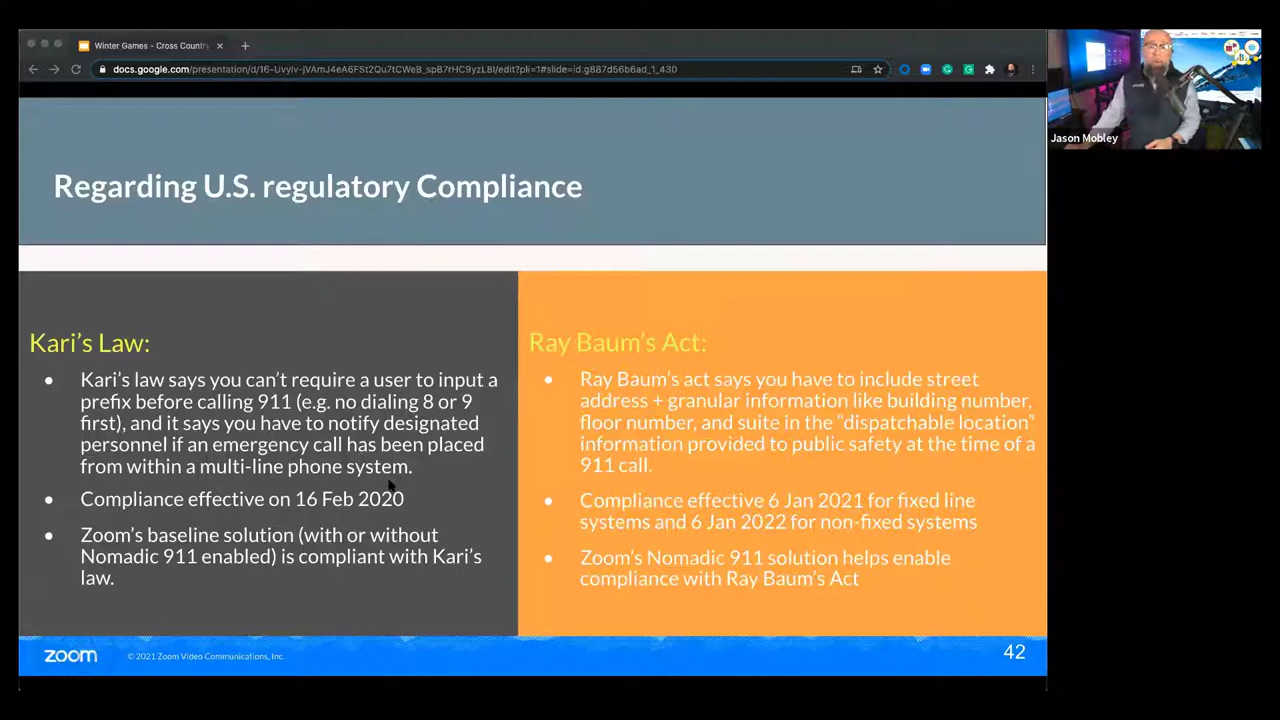 Winter Games - Cross Country
docs.google.com/presentation/d/16-Uvyiv-jVAmJ4eA6FSt2Qu7tCWeB_spB7rHC9yzLBI/edit?pli=1#slide=id.g887d56b6ad_1_430
Jason Mobley
Regarding U.S. regulatory Compliance
Kari's Law:
• Kari's law says you can't require a user to input a
prefix before calling 911 (e.g. no dialing 8 or 9
first), and it says you have to notify designated
personnel if an emergency call has been placed
from within a multi-line phone system.
• Compliance effective on 16 Feb 2020
• Zoom's baseline solution (with or without
Nomadic 911 enabled) is compliant with Kari's
law.
Ray Baum's Act:
• Ray Baum's act says you have to include street
address + granular information like building number,
floor number, and suite in the "dispatchable location"
information provided to public safety at the time of a
911 call.
• Compliance effective 6 Jan 2021 for fixed line
systems and 6 Jan 2022 for non-fixed systems
• Zoom's Nomadic 911 solution helps enable
compliance with Ray Baum's Act
zoom
© 2021 Zoom Video Communications, Inc.
42